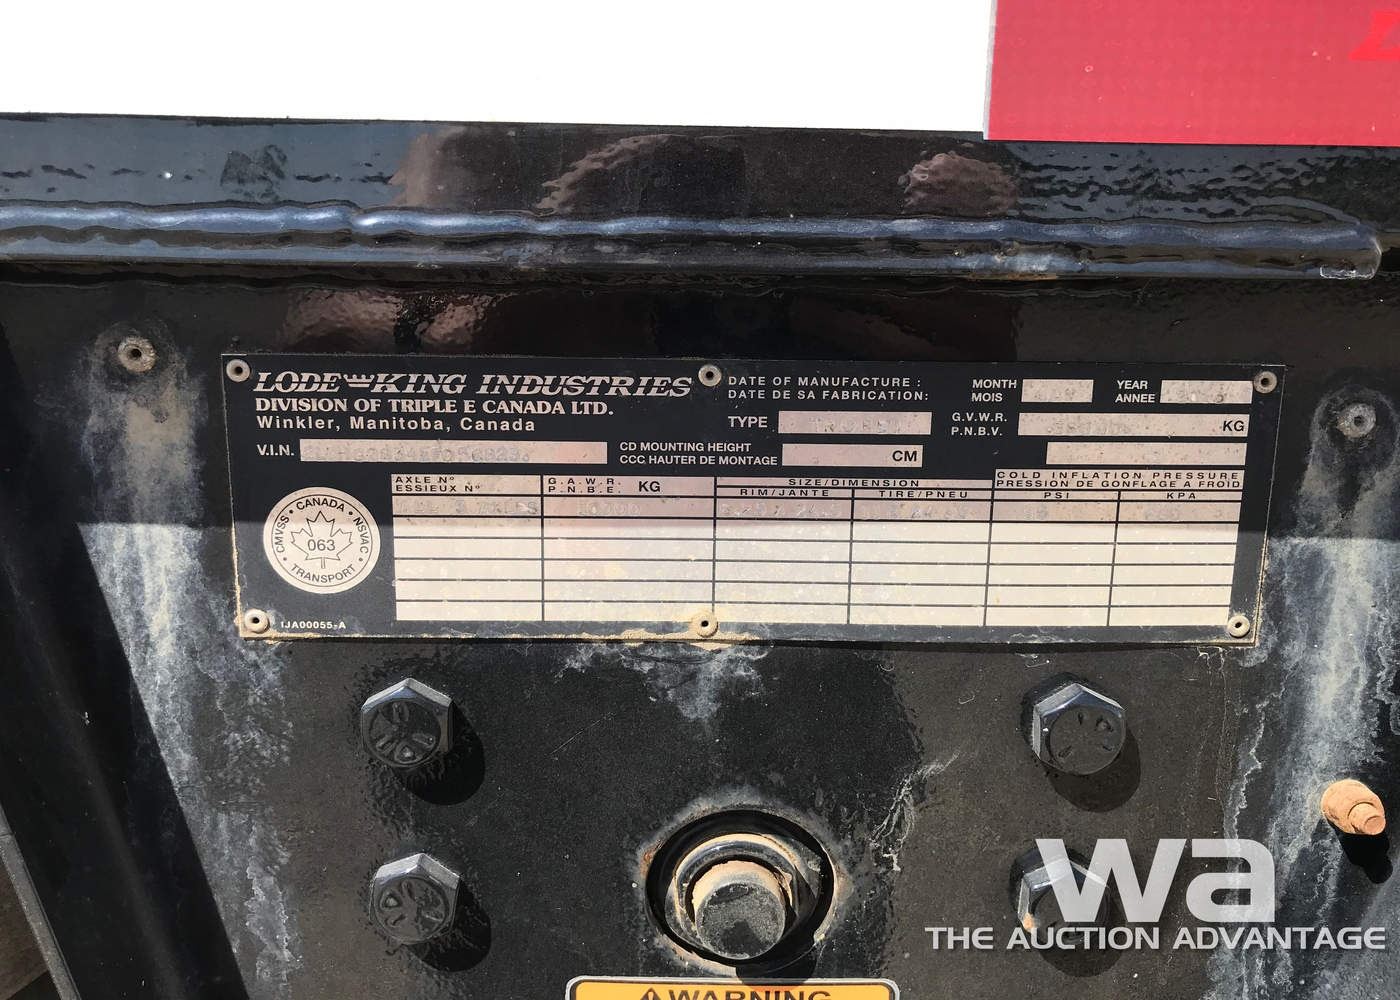 LODE-KING INDUSTRIES
DIVISION OF TRIPLE E CANADA LTD.
Winkler, Manitoba, Canada
DATE OF MANUFACTURE :
DATE DE SA FABRICATION:
MONTH
MOIS
YEAR
ANNEE
TYPE
G.V.W.R.
P.N.B.V.
KG
V.I.N.
CD MOUNTING HEIGHT
CCC HAUTER DE MONTAGE
CM
AXLE Nº
ESSIEUX Nº
G.A.W.R.
P.N.B.E.
KG
SIZE/DIMENSION
RIM/JANTE
TIRE/PNEU
COLD INFLATION PRESSURE
PRESSION DE GONFLAGE A FROID
PSI
KPA
CANADA
CMVSS
NSVAC
063
TRANSPORT
1JA00055-A
wa
THE AUCTION ADVANTAGE
WARNING